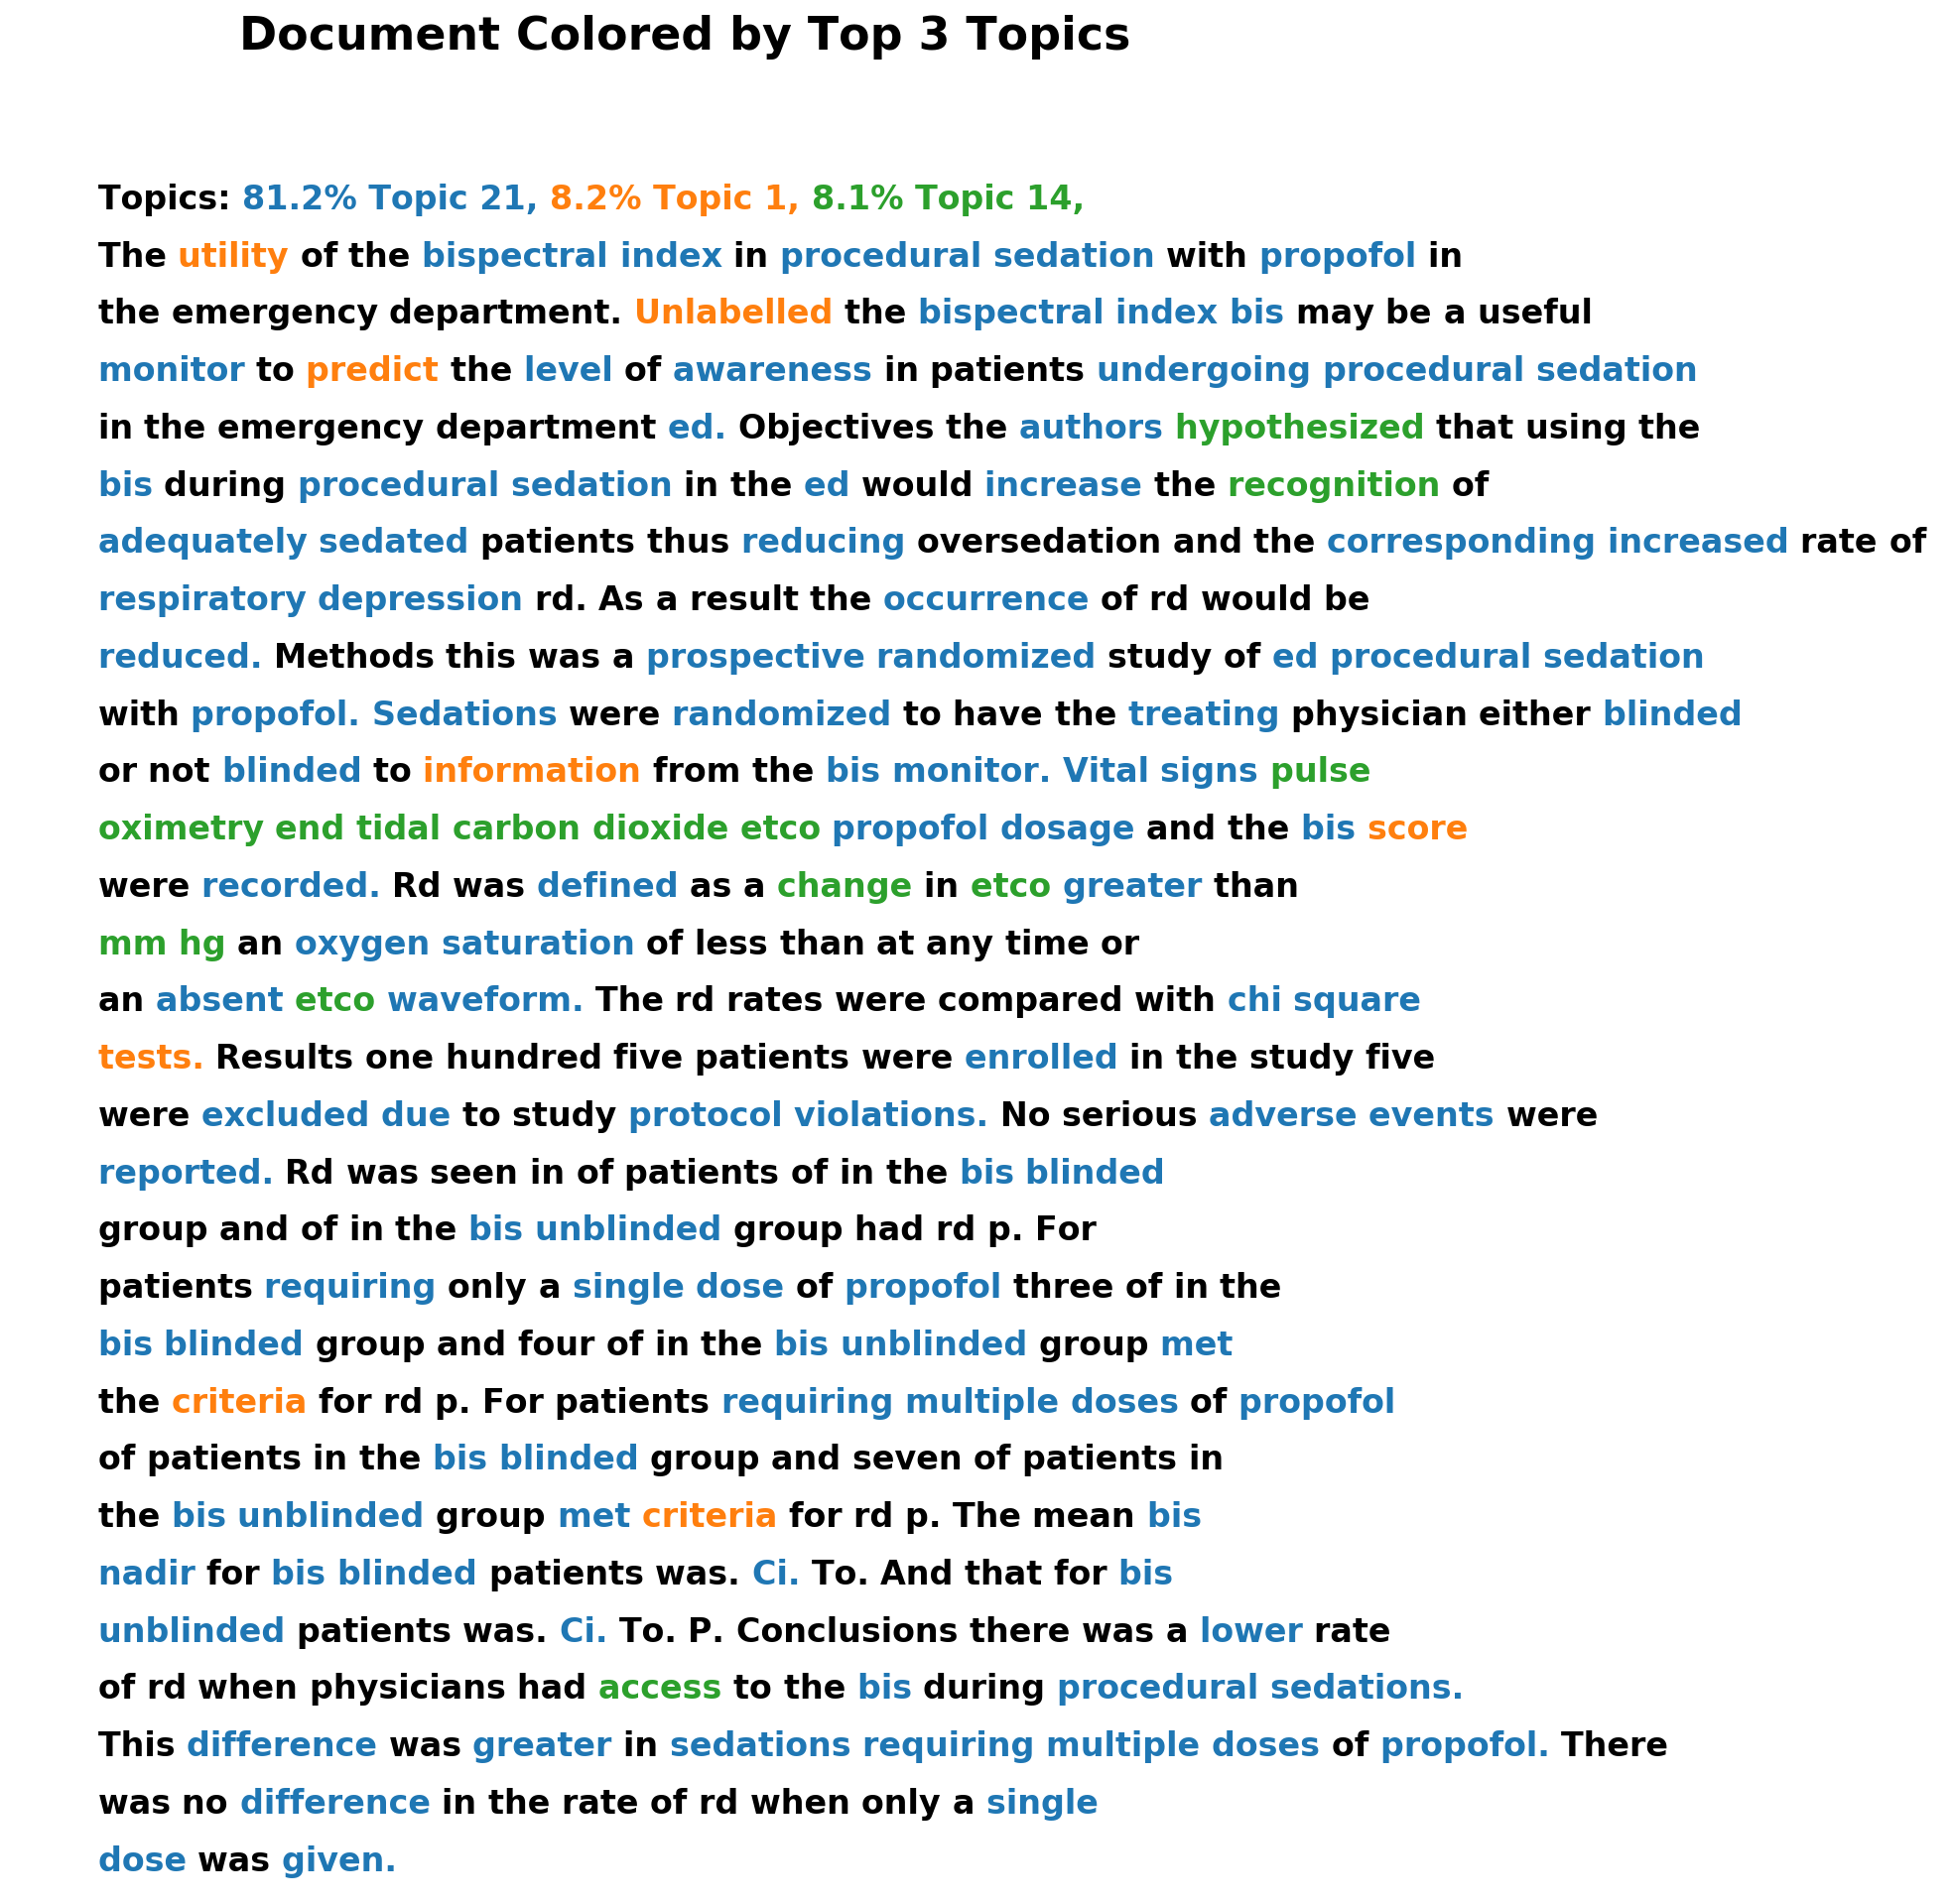 Document Colored by Top 3 Topics
Topics: 81.2% Topic 21, 8.2% Topic 1, 8.1% Topic 14,
The utility of the bispectral index in procedural sedation with propofol in
the emergency department. Unlabelled the bispectral index bis may be a useful
monitor to predict the level of awareness in patients undergoing procedural sedation
in the emergency department ed. Objectives the authors hypothesized that using the
bis during procedural sedation in the ed would increase the recognition of
adequately sedated patients thus reducing oversedation and the corresponding increased rate of
respiratory depression rd. As a result the occurrence of rd would be
reduced. Methods this was a prospective randomized study of ed procedural sedation
with propofol. Sedations were randomized to have the treating physician either blinded
or not blinded to information from the bis monitor. Vital signs pulse
oximetry end tidal carbon dioxide etco propofol dosage and the bis score
were recorded. Rd was defined as a change in etco greater than
mm hg an oxygen saturation of less than at any time or
an absent etco waveform. The rd rates were compared with chi square
tests. Results one hundred five patients were enrolled in the study five
were excluded due to study protocol violations. No serious adverse events were
reported. Rd was seen in of patients of in the bis blinded
group and of in the bis unblinded group had rd p. For
patients requiring only a single dose of propofol three of in the
bis blinded group and four of in the bis unblinded group met
the criteria for rd p. For patients requiring multiple doses of propofol
of patients in the bis blinded group and seven of patients in
the bis unblinded group met criteria for rd p. The mean bis
nadir for bis blinded patients was. Ci. To. And that for bis
unblinded patients was. Ci. To. P. Conclusions there was a lower rate
of rd when physicians had access to the bis during procedural sedations.
This difference was greater in sedations requiring multiple doses of propofol. There
was no difference in the rate of rd when only a single
dose was given.